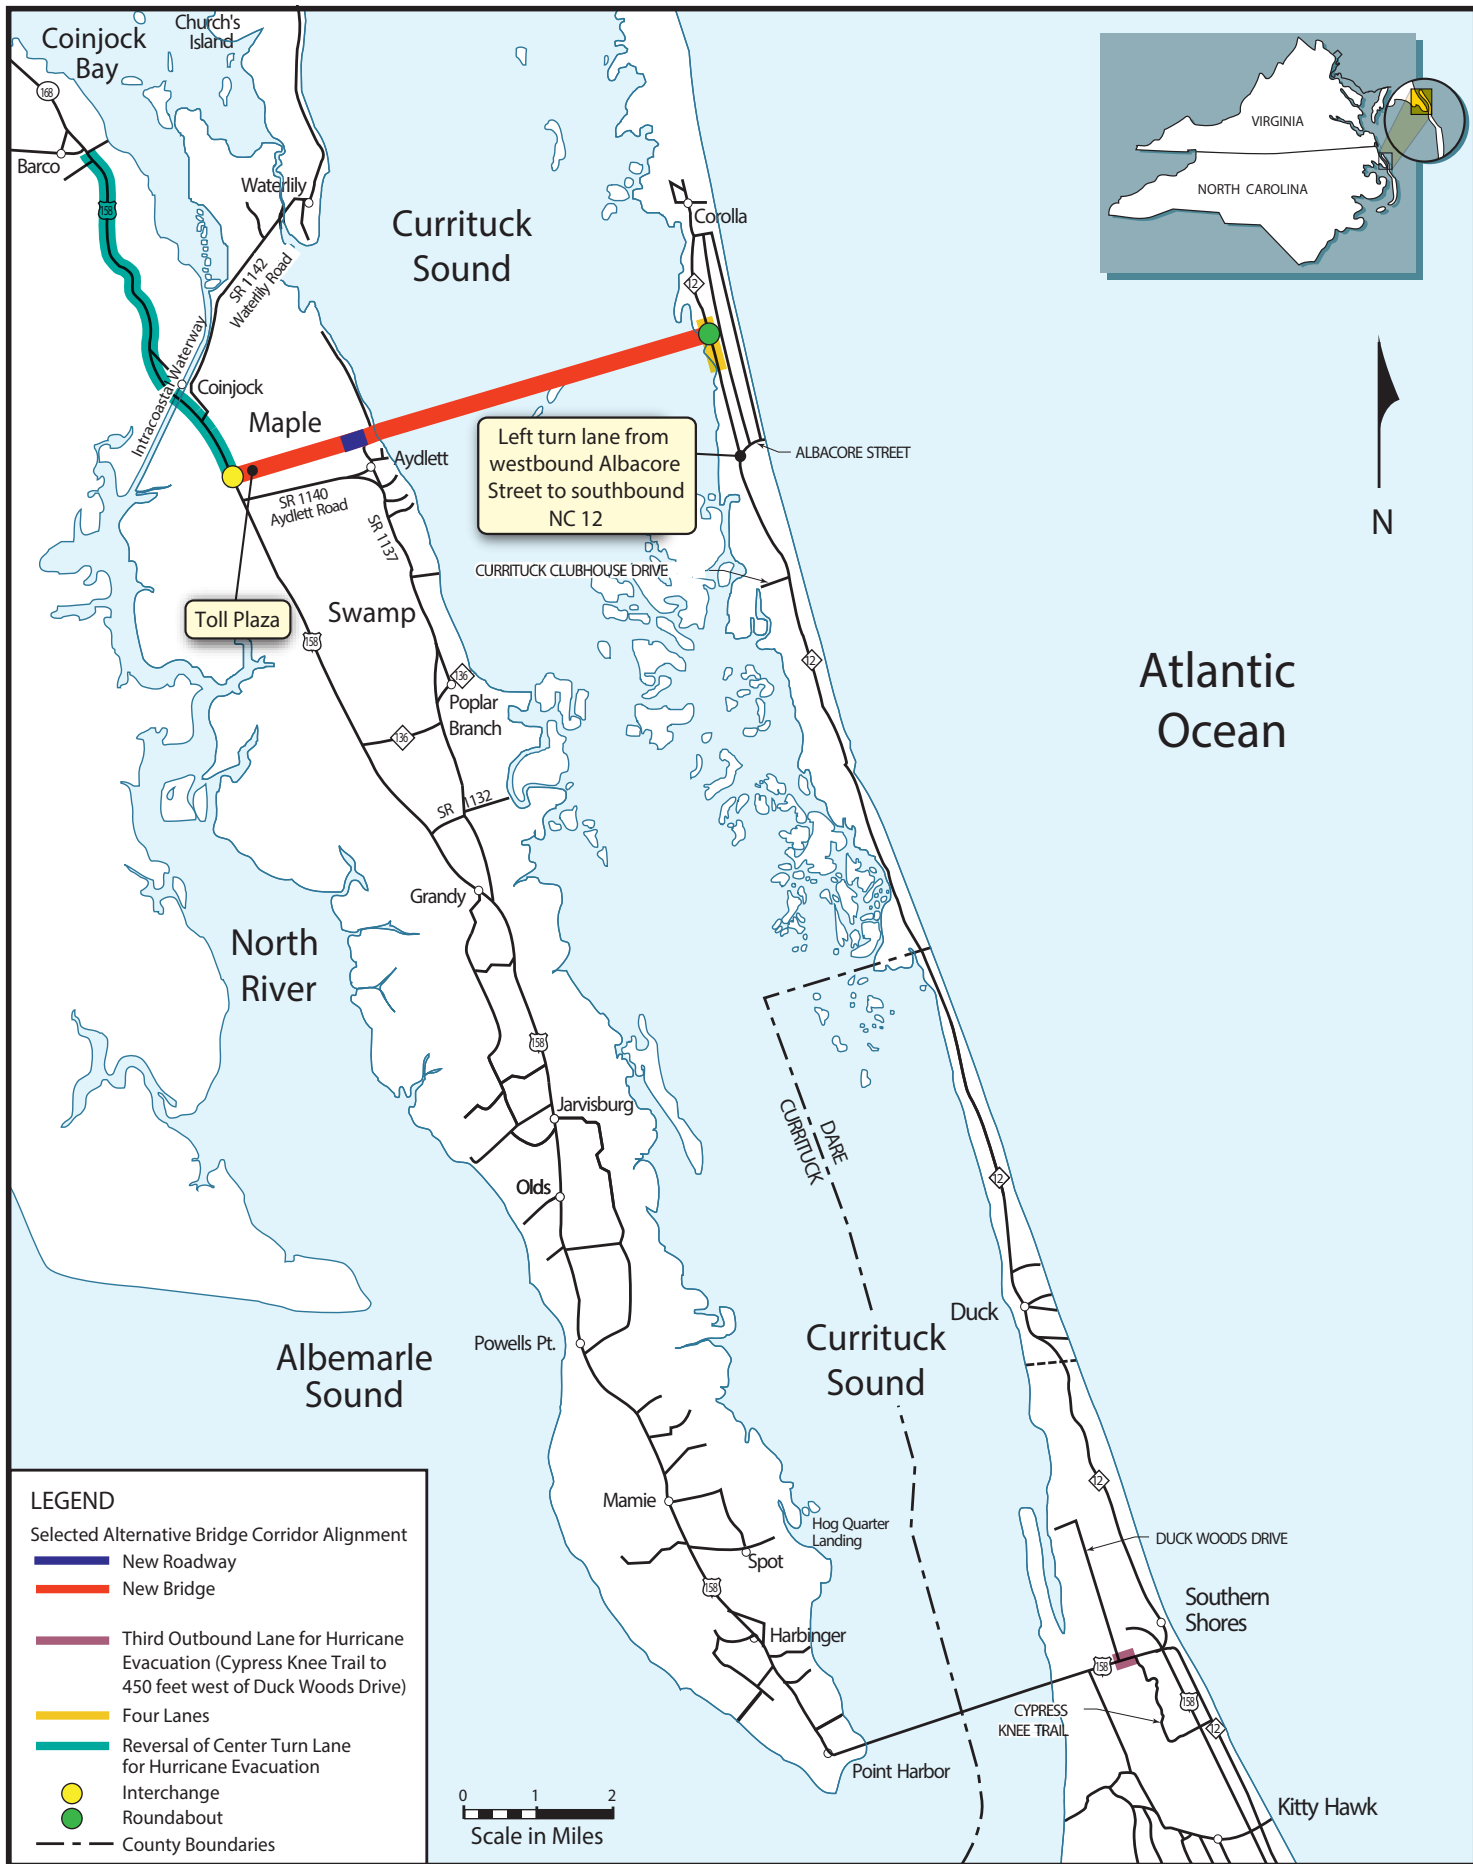 Coinjock
Bay
Church's
Island
168
Barco
158
Waterlily
SR 1142
Waterlily Road
Currituck
Sound
Corolla
12
VIRGINIA
NORTH CAROLINA
Intracoastal Waterway
Coinjock
Maple
Aydlett
SR 1140
Aydlett Road
SR 1137
Left turn lane from
westbound Albacore
Street to southbound
NC 12
ALBACORE STREET
N
CURRITUCK CLUBHOUSE DRIVE
Toll Plaza
Swamp
158
12
136
Poplar
Branch
136
Atlantic
Ocean
SR 1132
Grandy
North
River
158
Jarvisburg
DARE
CURRITUCK
12
Olds
Duck
Powells Pt.
Albemarle
Sound
Currituck
Sound
12
Mamie
Hog Quarter
Landing
Spot
DUCK WOODS DRIVE
158
Southern
Shores
Harbinger
158
158
12
CYPRESS
KNEE TRAIL
Point Harbor
Kitty Hawk
LEGEND
Selected Alternative Bridge Corridor Alignment
New Roadway
New Bridge
Third Outbound Lane for Hurricane
Evacuation (Cypress Knee Trail to
450 feet west of Duck Woods Drive)
Four Lanes
Reversal of Center Turn Lane
for Hurricane Evacuation
Interchange
Roundabout
County Boundaries
0 1 2
Scale in Miles